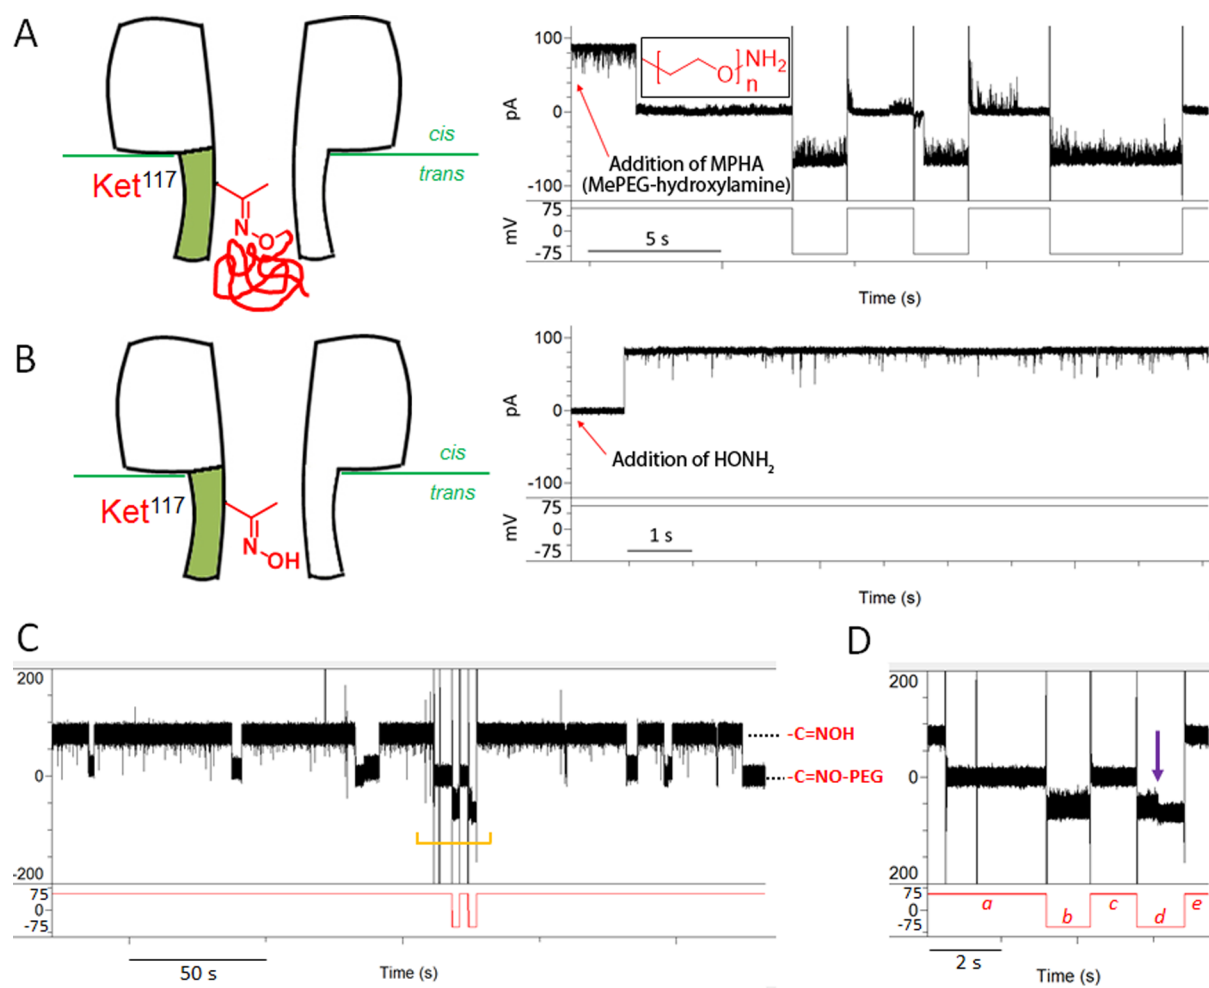 A
cis
trans
Ket117
N
O
100
0
-100
pA
NH2
O
n
Addition of MPHA
(MePEG-hydroxylamine)
75
0
-75
mV
5 s
Time (s)
B
cis
trans
Ket117
N
OH
100
0
-100
pA
Addition of HONH2
75
0
-75
mV
1 s
Time (s)
C
200
0
-200
-C=NOH
-C=NO-PEG
75
0
-75
50 s
Time (s)
D
200
0
200
75
0
-75
a
b
c
d
e
2 s
Time (s)